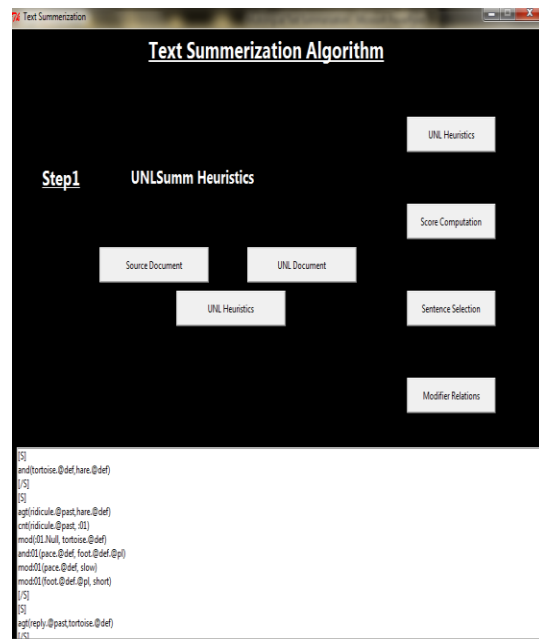 Text Summerization
Text Summerization Algorithm
UNL Heuristics
Step1 UNLSumm Heuristics
Score Computation
Source Document UNL Document
UNL Heuristics Sentence Selection
Modifier Relations
[S]
and(tortoise.@def,hare.@def)
[/S]
[S]
agt(ridicule.@past,hare.@def)
cnt(ridicule.@past, :01)
mod(:01.Null, tortoise.@def)
and:01(pace.@def, foot.@def.@pl)
mod:01(pace.@def, slow)
mod:01(foot.@def.@pl, short)
[/S]
[S]
agt(reply.@past,tortoise.@def)
[/S]